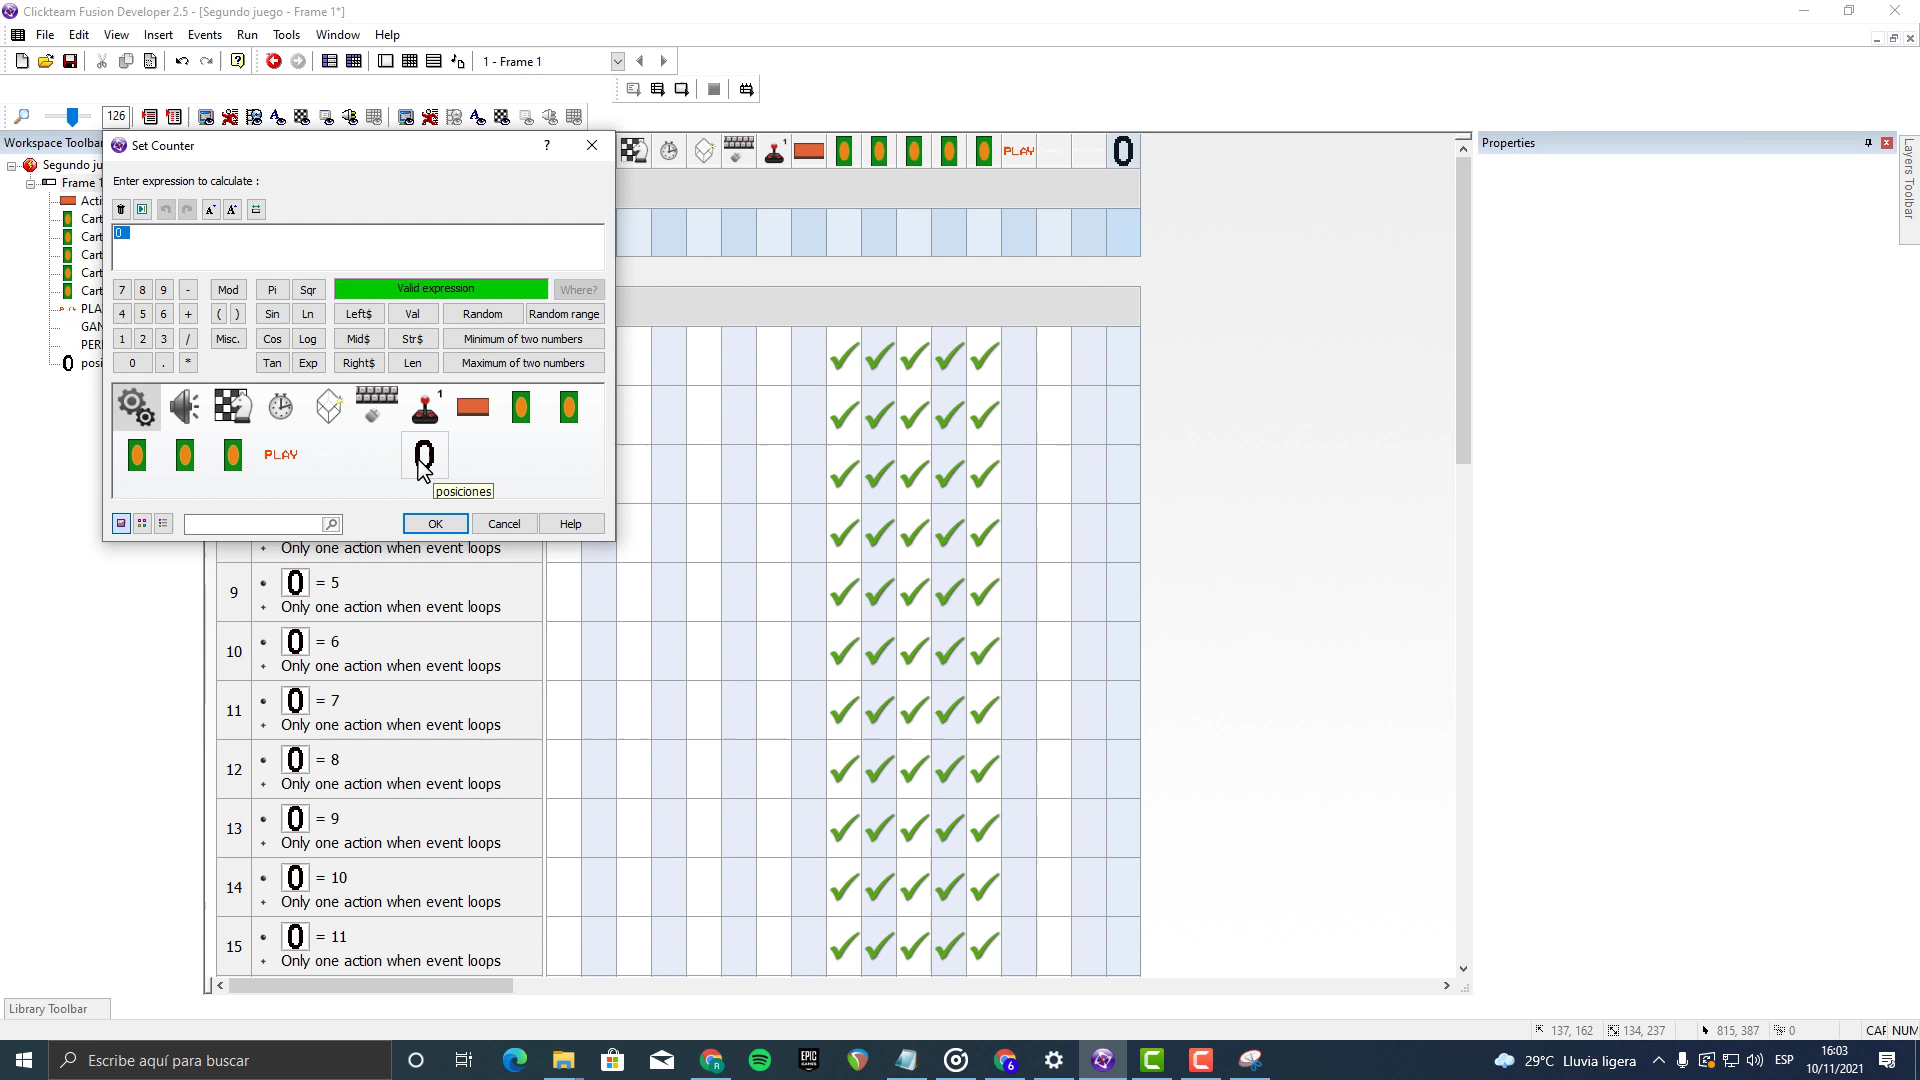 Clickteam Fusion Developer 2.5 - [Segundo juego - Frame 1*]
File Edit View Insert Events Run Tools Window Help
1 - Frame 1
126
Workspace Toolbar
Set Counter
?
Properties
Layers Toolbar
Segundo ju
Frame 1
Acti
Cart
Cart
Cart
Cart
Cart
PLA
GAN
PER
posi
Enter expression to calculate :
0
7 8 9 - Mod Pi Sqr Valid expression Where?
4 5 6 + ( ) Sin Ln Left$ Val Random Random range
1 2 3 / Misc. Cos Log Mid$ Str$ Minimum of two numbers
0 . * Tan Exp Right$ Len Maximum of two numbers
1
PLAY
0
posiciones
OK Cancel Help
1
PLAY
0
+ Only one action when event loops
9 • 0 = 5
+ Only one action when event loops
10 • 0 = 6
+ Only one action when event loops
11 • 0 = 7
+ Only one action when event loops
12 • 0 = 8
+ Only one action when event loops
13 • 0 = 9
+ Only one action when event loops
14 • 0 = 10
+ Only one action when event loops
15 • 0 = 11
+ Only one action when event loops
Library Toolbar
137, 162 134, 237 815, 387 0 CAP NUM
Escribe aquí para buscar
EPIC GAMES
29°C Lluvia ligera
ESP
16:03
10/11/2021